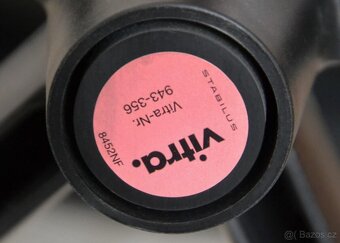 STABILUS
vitra.
Vitra-Nr.
943-356
8452NF
Bazos.cz